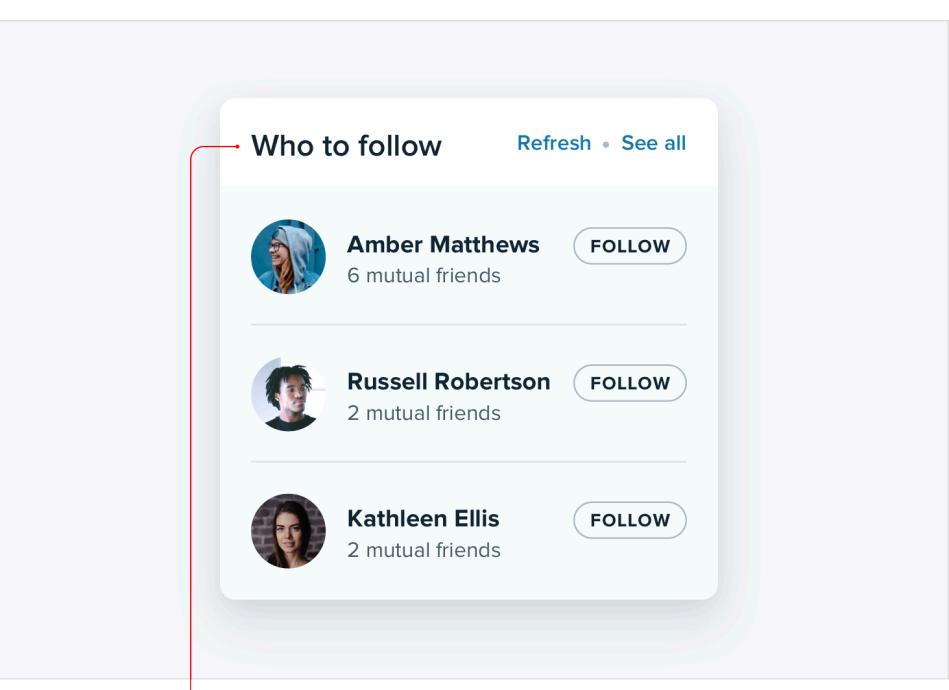 Who to follow
Refresh • See all
Amber Matthews
FOLLOW
6 mutual friends
Russell Robertson
FOLLOW
2 mutual friends
Kathleen Ellis
FOLLOW
2 mutual friends